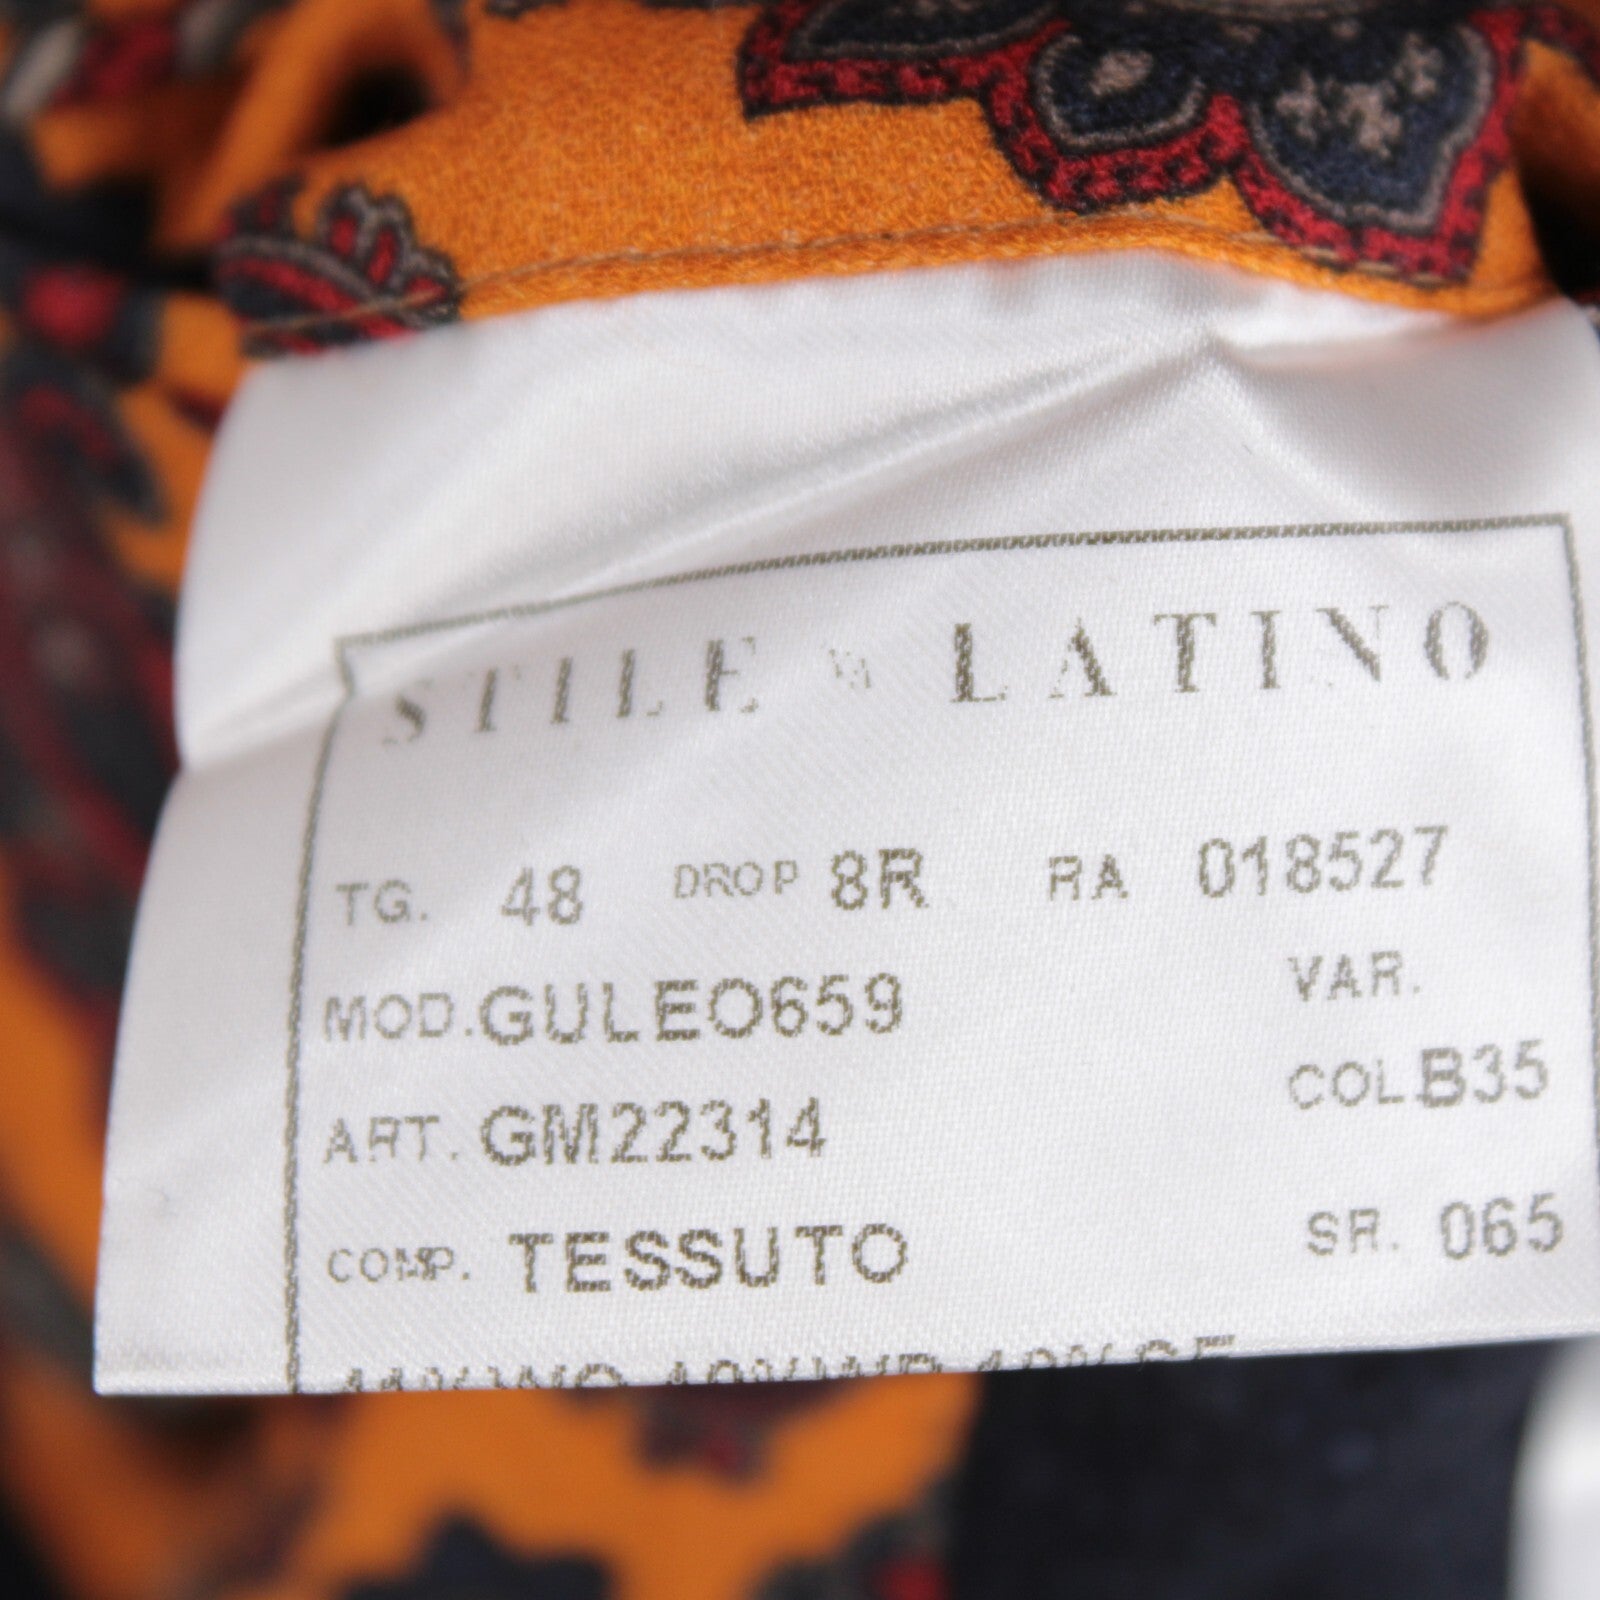 STILE LATINO
TG. 48 DROP 8R RA 018527
MOD. GULEO659 VAR.
ART. GM22314 COL. B35
COMP. TESSUTO SR. 065